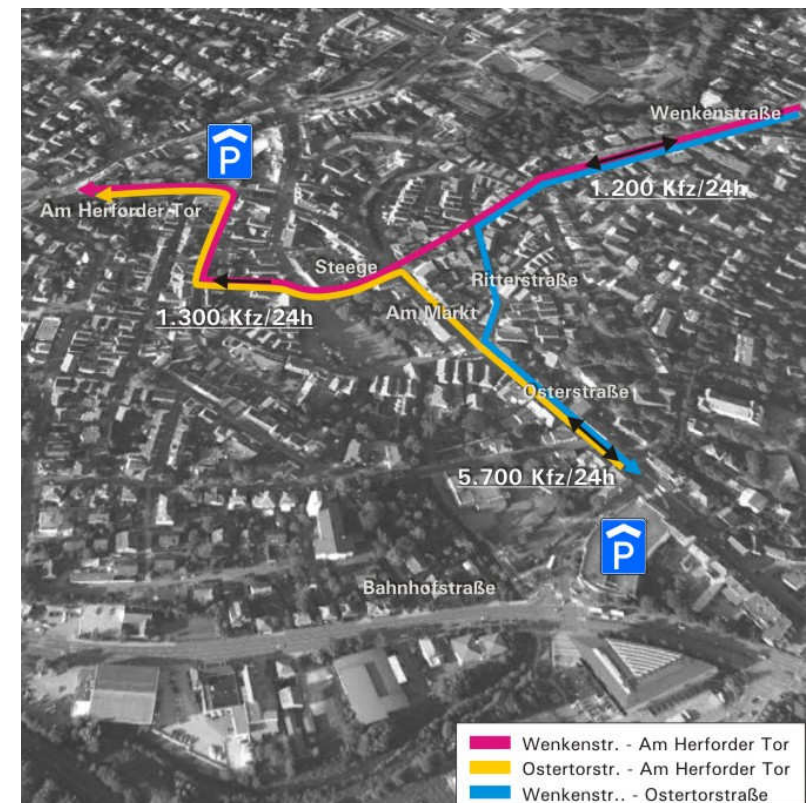 Wenkenstraße
P
1.200 Kfz/24h
Am Herforder Tor
Steege
Ritterstraße
Am Markt
1.300 Kfz/24h
Osterstraße
5.700 Kfz/24h
P
Bahnhofstraße
Wenkenstr. - Am Herforder Tor
Ostertorstr. - Am Herforder Tor
Wenkenstr.. - Ostertorstraße